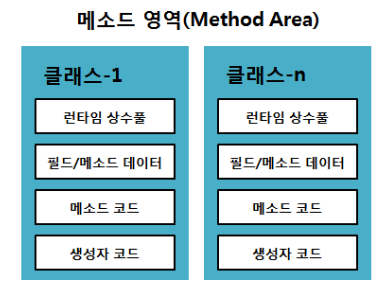 메소드 영역(Method Area)
클래스-1
런타임 상수풀
필드/메소드 데이터
메소드 코드
생성자 코드
클래스-n
런타임 상수풀
필드/메소드 데이터
메소드 코드
생성자 코드